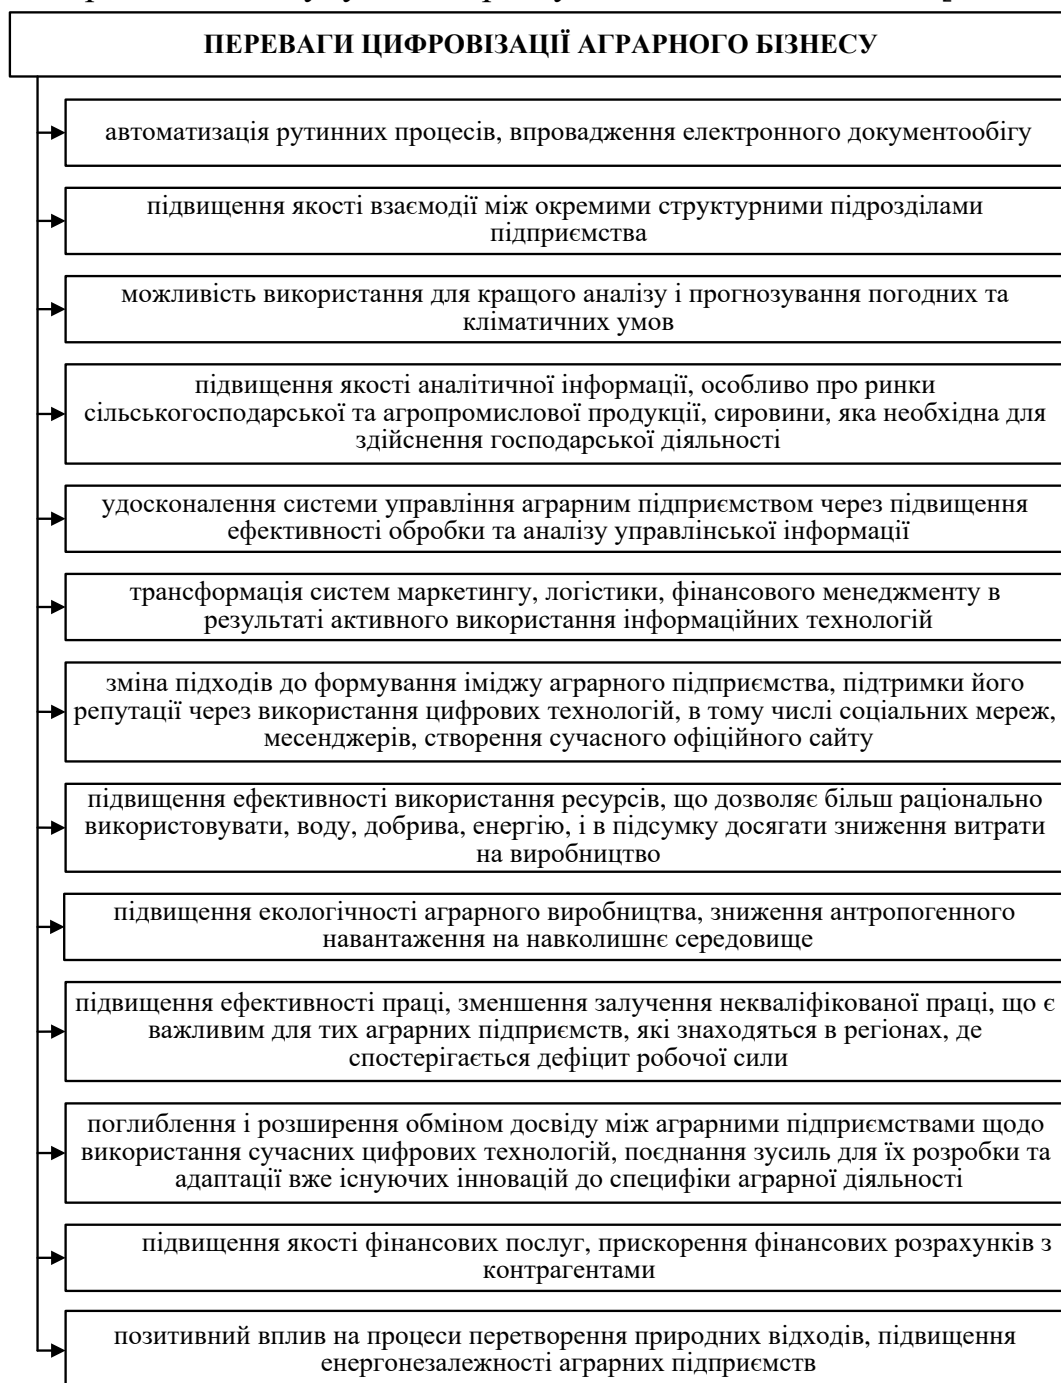 ПЕРЕВАГИ ЦИФРОВІЗАЦІЇ АГРАРНОГО БІЗНЕСУ
автоматизація рутинних процесів, впровадження електронного документообігу
підвищення якості взаємодії між окремими структурними підрозділами
підприємства
можливість використання для кращого аналізу і прогнозування погодних та
кліматичних умов
підвищення якості аналітичної інформації, особливо про ринки
сільськогосподарської та агропромислової продукції, сировини, яка необхідна для
здійснення господарської діяльності
удосконалення системи управління аграрним підприємством через підвищення
ефективності обробки та аналізу управлінської інформації
трансформація систем маркетингу, логістики, фінансового менеджменту в
результаті активного використання інформаційних технологій
зміна підходів до формування іміджу аграрного підприємства, підтримки його
репутації через використання цифрових технологій, в тому числі соціальних мереж,
месенджерів, створення сучасного офіційного сайту
підвищення ефективності використання ресурсів, що дозволяє більш раціонально
використовувати, воду, добрива, енергію, і в підсумку досягати зниження витрати
на виробництво
підвищення екологічності аграрного виробництва, зниження антропогенного
навантаження на навколишнє середовище
підвищення ефективності праці, зменшення залучення некваліфікованої праці, що є
важливим для тих аграрних підприємств, які знаходяться в регіонах, де
спостерігається дефіцит робочої сили
поглиблення і розширення обміном досвіду між аграрними підприємствами щодо
використання сучасних цифрових технологій, поєднання зусиль для їх розробки та
адаптації вже існуючих інновацій до специфіки аграрної діяльності
підвищення якості фінансових послуг, прискорення фінансових розрахунків з
контрагентами
позитивний вплив на процеси перетворення природних відходів, підвищення
енергонезалежності аграрних підприємств